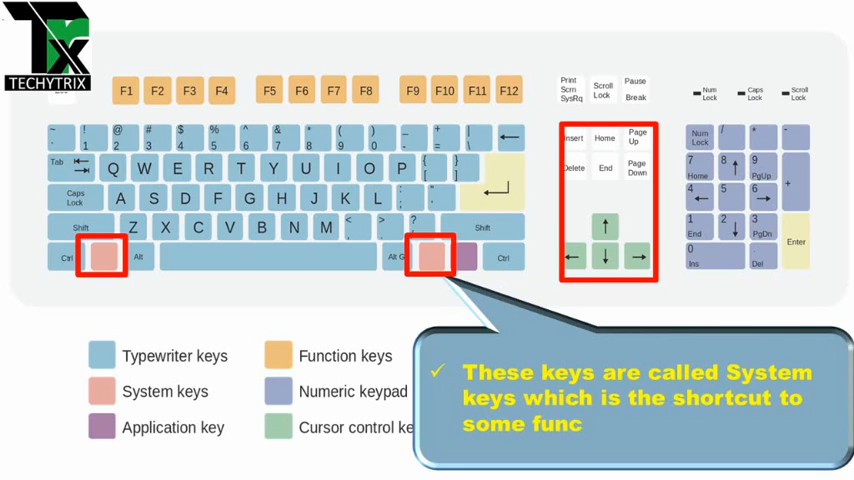 TECHYTRIX
F1 F2 F3 F4 F5 F6 F7 F8 F9 F10 F11 F12
Print Scrn SysRq
Scroll Lock
Pause Break
Num Lock
Caps Lock
Scroll Lock
~ ! 1 @ 2 # 3 $ 4 % 5 ^ 6 & 7 * 8 ( 9 ) 0 _ - + = | \
Insert Home Page Up
Num Lock / * -
Tab Q W E R T Y U I O P { [ } ]
Delete End Page Down
7 Home 8 9 PgUp +
Caps Lock A S D F G H J K L : ; "
4 5 6
Shift Z X C V B N M < , > . ? Shift
1 End 2 3 PgDn Enter
Ctrl Alt Alt G Ctrl
0 Ins Del
Typewriter keys
Function keys
System keys
Numeric keypad
Application key
Cursor control ke
✓ These keys are called System
keys which is the shortcut to
some func